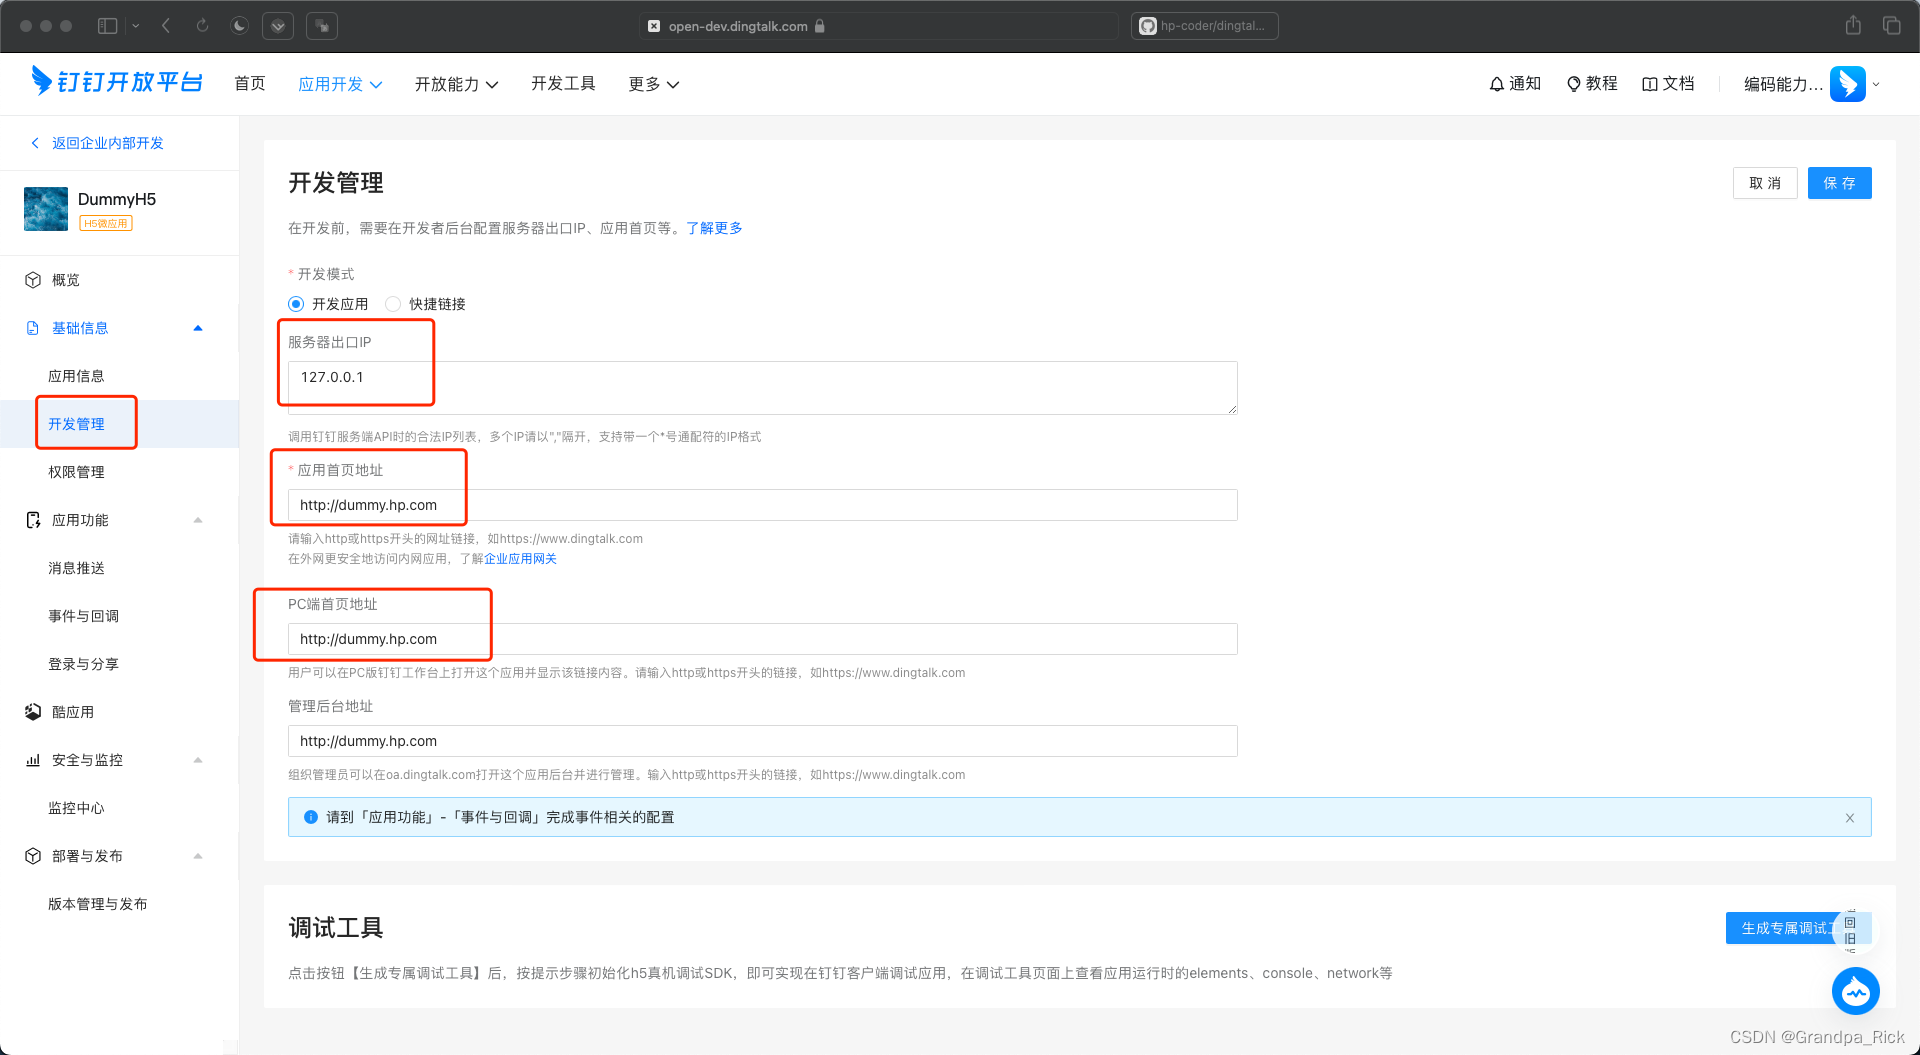 open-dev.dingtalk.com
hp-coder/dingtal...
钉钉开放平台
首页
应用开发
开放能力
开发工具
更多
通知
教程
文档
编码能力...
返回企业内部开发
DummyH5
H5微应用
概览
基础信息
应用信息
开发管理
权限管理
应用功能
消息推送
事件与回调
登录与分享
酷应用
安全与监控
监控中心
部署与发布
版本管理与发布
开发管理
取 消
保 存
在开发前，需要在开发者后台配置服务器出口IP、应用首页等。了解更多
* 开发模式
开发应用
快捷链接
服务器出口IP
127.0.0.1
调用钉钉服务端API时的合法IP列表，多个IP请以","隔开，支持带一个*号通配符的IP格式
* 应用首页地址
http://dummy.hp.com
请输入http或https开头的网址链接，如https://www.dingtalk.com
在外网更安全地访问内网应用，了解企业应用网关
PC端首页地址
http://dummy.hp.com
用户可以在PC版钉钉工作台上打开这个应用并显示该链接内容。请输入http或https开头的链接，如https://www.dingtalk.com
管理后台地址
http://dummy.hp.com
组织管理员可以在oa.dingtalk.com打开这个应用后台并进行管理。输入http或https开头的链接，如https://www.dingtalk.com
请到「应用功能」-「事件与回调」完成事件相关的配置
调试工具
生成专属调试工
回
旧
点击按钮【生成专属调试工具】后，按提示步骤初始化h5真机调试SDK，即可实现在钉钉客户端调试应用，在调试工具页面上查看应用运行时的elements、console、network等
CSDN @Grandpa_Rick